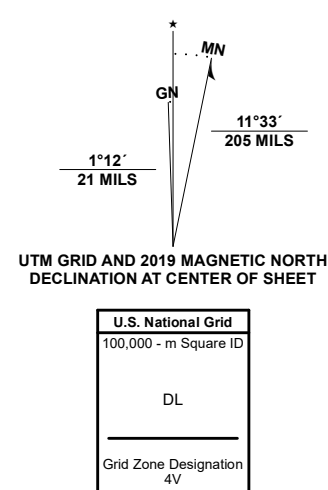 MN
GN
11°33´
205 MILS
1°12´
21 MILS
UTM GRID AND 2019 MAGNETIC NORTH
DECLINATION AT CENTER OF SHEET
U.S. National Grid
100,000 - m Square ID
DL
Grid Zone Designation
4V